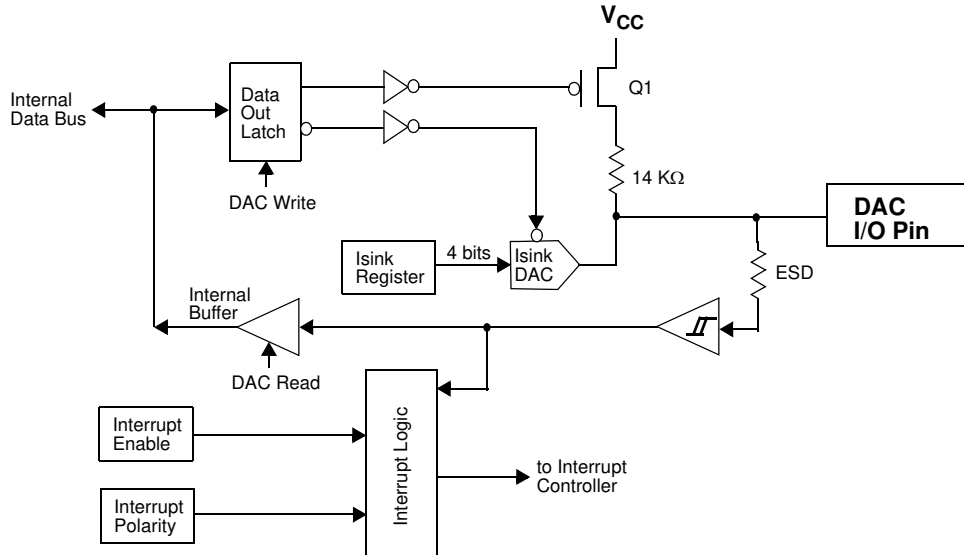 VCC
Q1
Internal
Data Bus
Data
Out
Latch
DAC Write
14 KΩ
DAC
I/O Pin
Isink
Register
4 bits
Isink
DAC
ESD
Internal
Buffer
DAC Read
Interrupt
Enable
Interrupt Logic
to Interrupt
Controller
Interrupt
Polarity